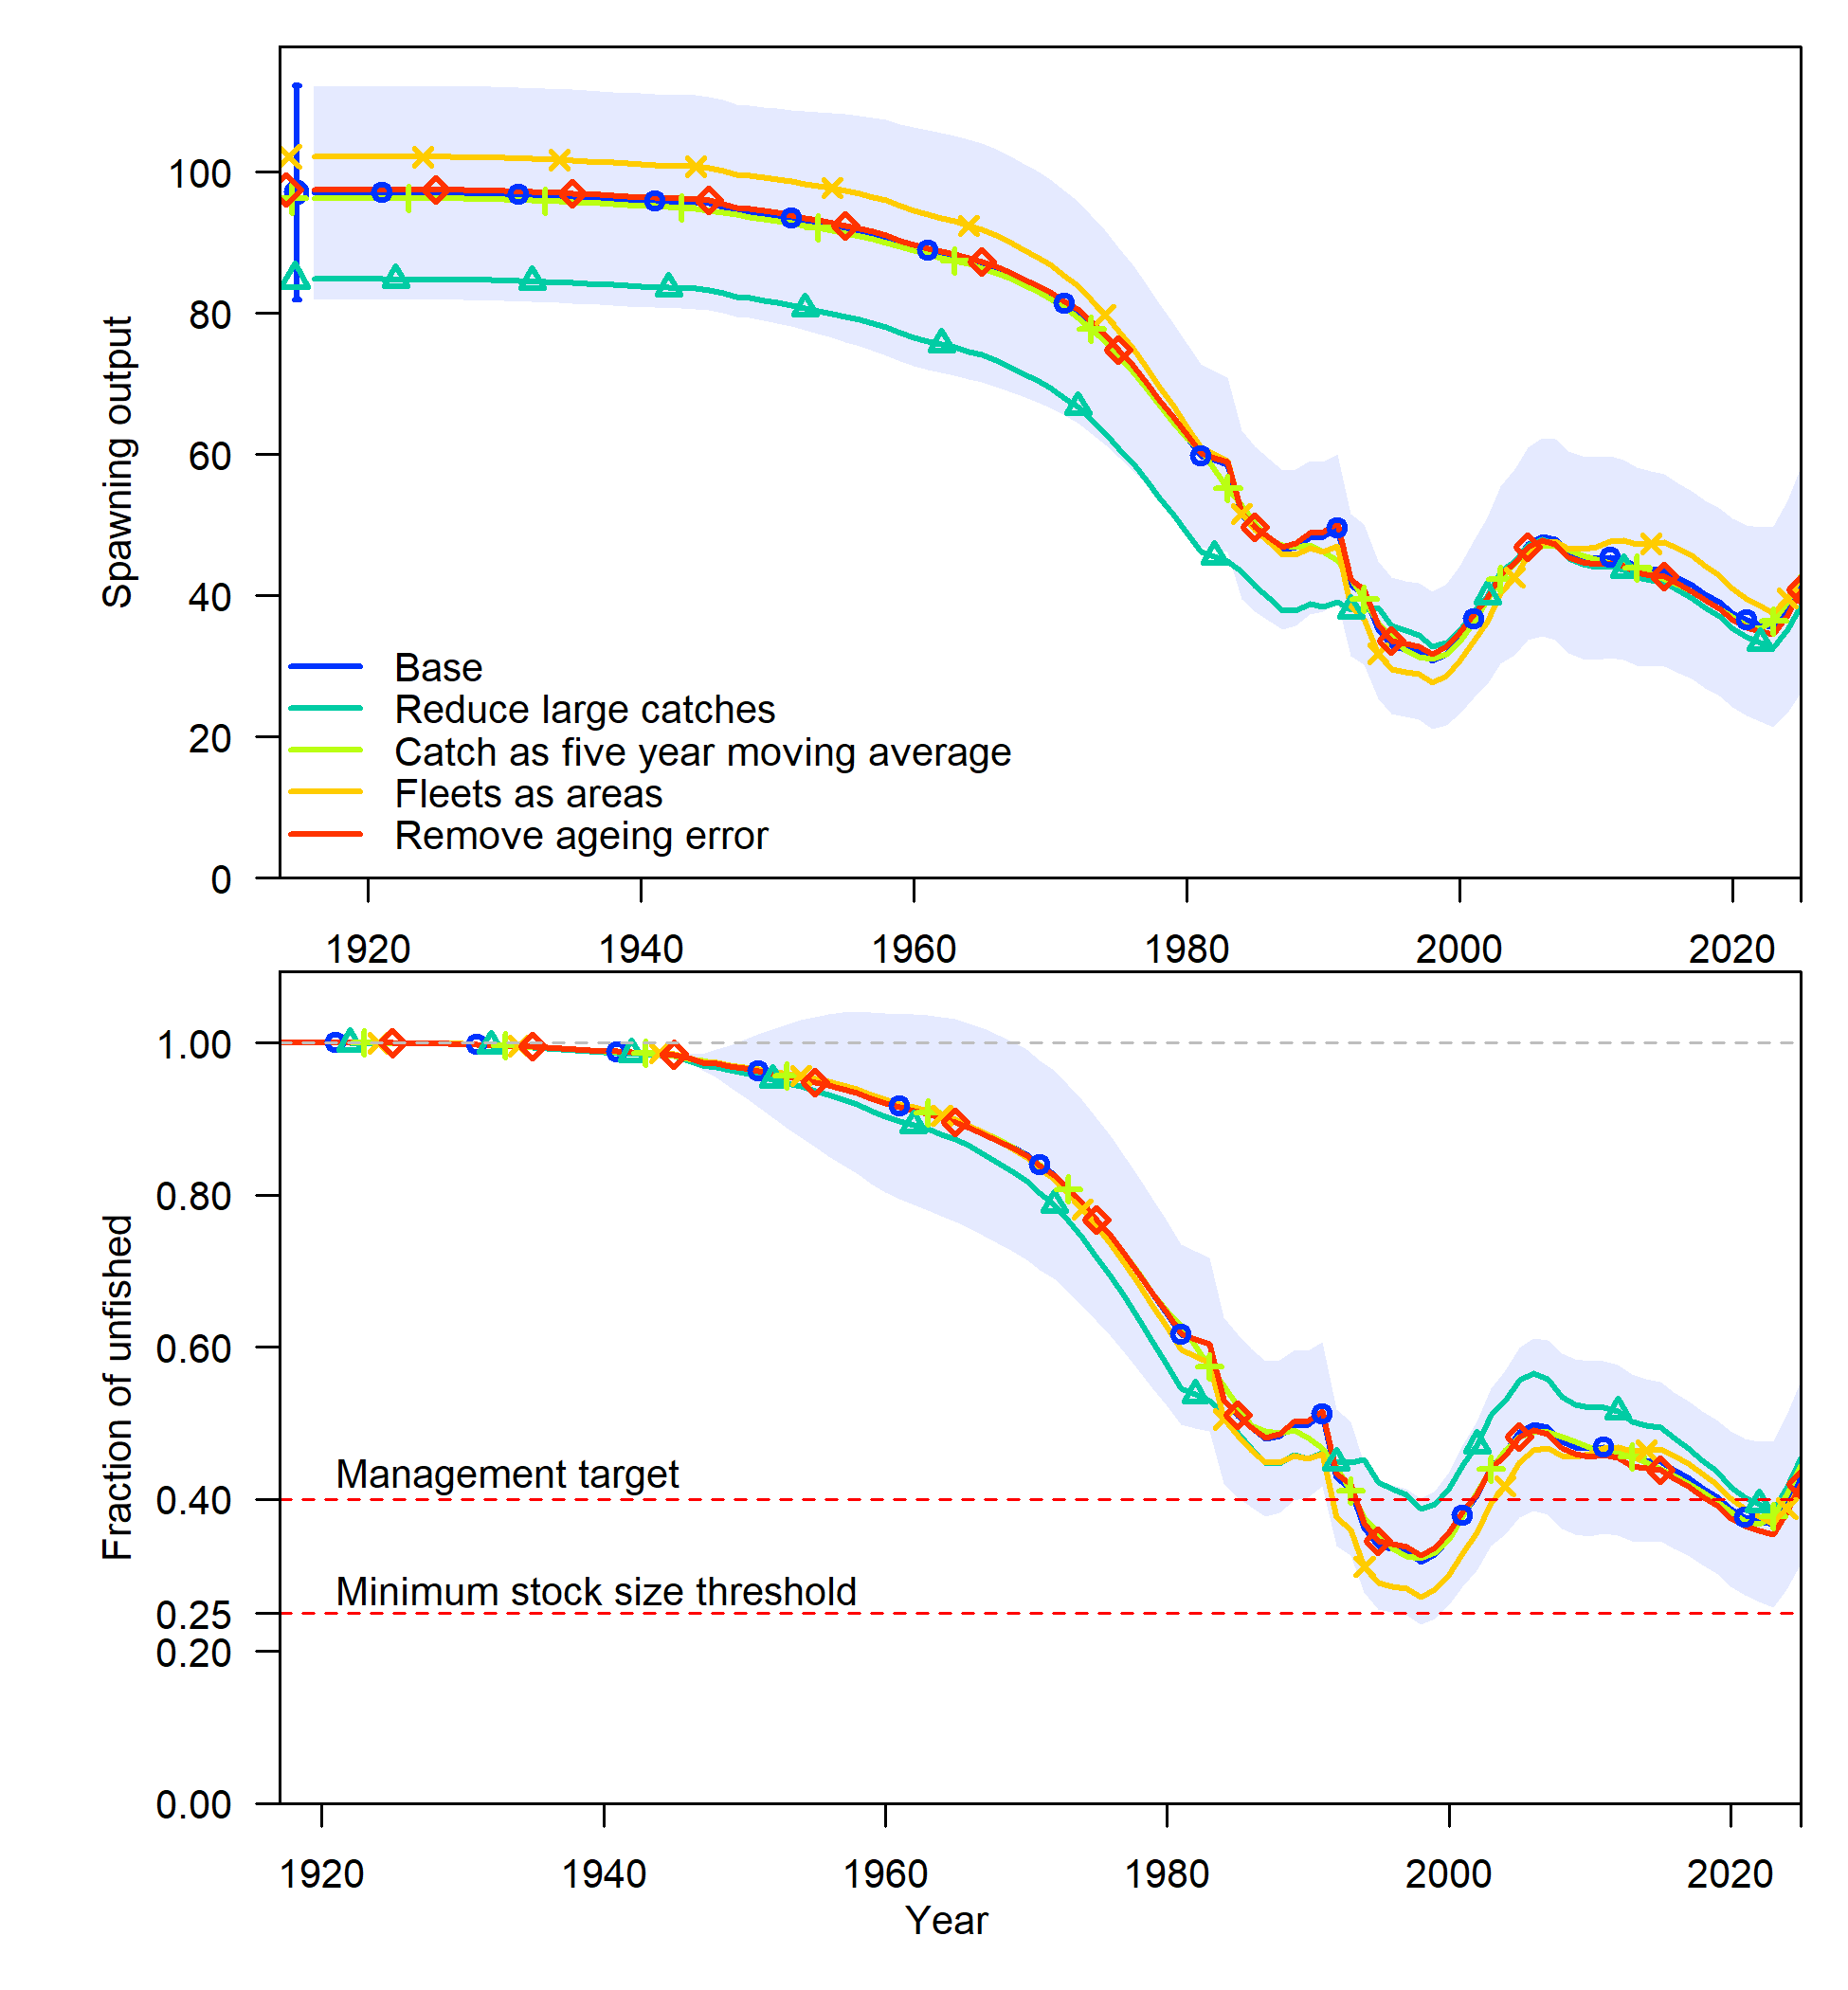 Spawning output
100
80
60
40
20
0
Base
Reduce large catches
Catch as five year moving average
Fleets as areas
Remove ageing error
1920 1940 1960 1980 2000 2020
Fraction of unfished
1.00
0.80
0.60
0.40
0.25
0.20
0.00
Management target
Minimum stock size threshold
1920 1940 1960 1980 2000 2020
Year